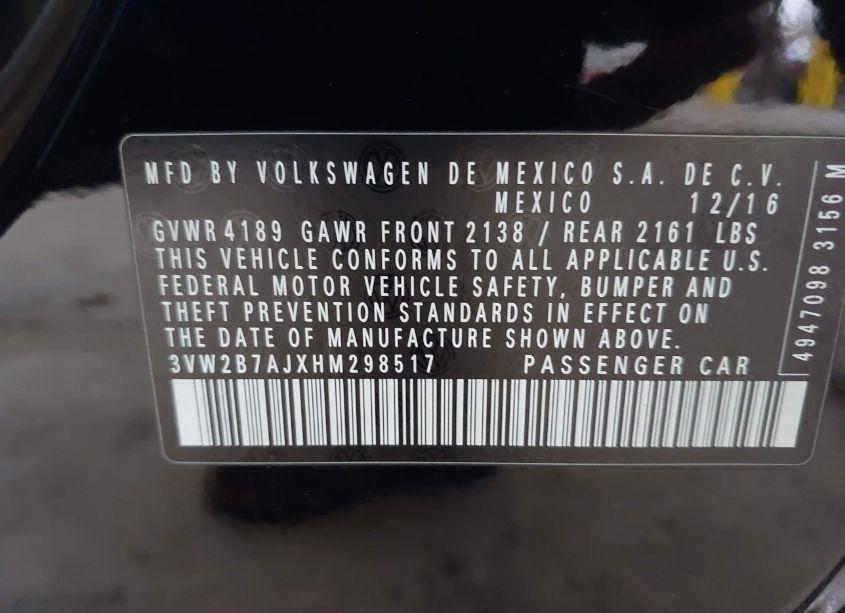 MFD BY VOLKSWAGEN DE MEXICO S.A. DE C.V.
MEXICO 12/16
GVWR 4189 GAWR FRONT 2138 / REAR 2161 LBS
THIS VEHICLE CONFORMS TO ALL APPLICABLE U.S.
FEDERAL MOTOR VEHICLE SAFETY, BUMPER AND
THEFT PREVENTION STANDARDS IN EFFECT ON
THE DATE OF MANUFACTURE SHOWN ABOVE.
3VW2B7AJXHM298517 PASSENGER CAR
4947098 3156 M